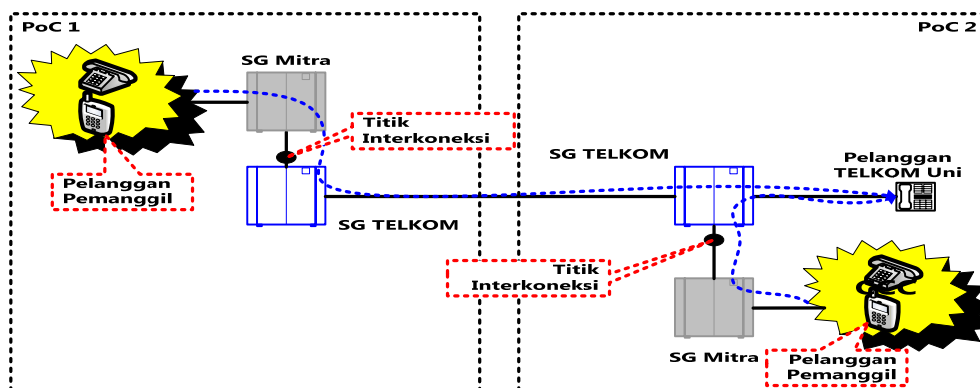 PoC 1
PoC 2
SG Mitra
Titik
Interkoneksi
Pelanggan
Pemanggil
SG TELKOM
SG TELKOM
Pelanggan
TELKOM Uni
Titik
Interkoneksi
SG Mitra
Pelanggan
Pemanggil